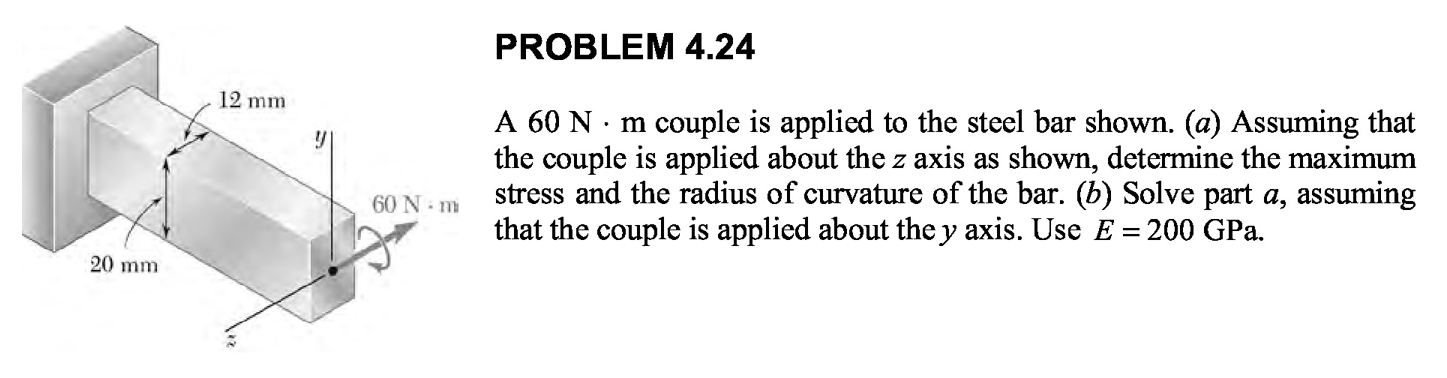 PROBLEM 4.24
12 mm
y
A 60 N · m couple is applied to the steel bar shown. (a) Assuming that
the couple is applied about the z axis as shown, determine the maximum
60 N · m
stress and the radius of curvature of the bar. (b) Solve part a, assuming
that the couple is applied about the y axis. Use E = 200 GPa.
20 mm
z